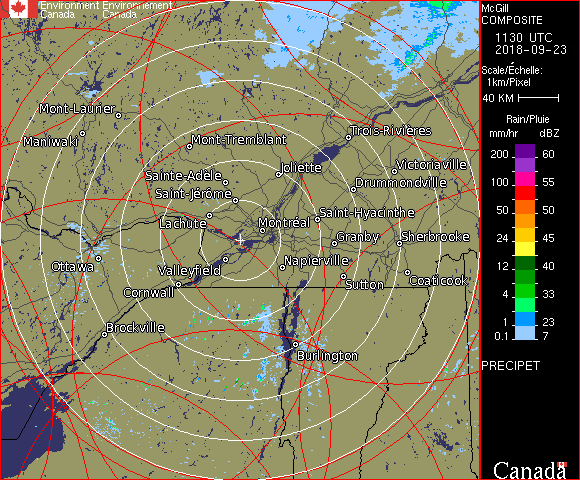 Environment Environnement
Canada Canada
Mont-Laurier
Trois-Rivières
Maniwaki
Mont-Tremblant
Joliette
Victoriaville
Sainte-Adèle
Drummondville
Saint-Jérôme
Saint-Hyacinthe
Lachute
Montréal
Granby
Sherbrooke
Ottawa
Valleyfield
Napierville
Coaticook
Cornwall
Sutton
Brockville
Burlington
McGill
COMPOSITE
1130 UTC
2018-09-23
Scale/Échelle:
1km/Pixel
40 KM
Rain/Pluie
mm/hr dBZ
200 60
100 55
50 50
24 45
12 40
4 33
1 23
0.1 7
PRECIPET
Canada